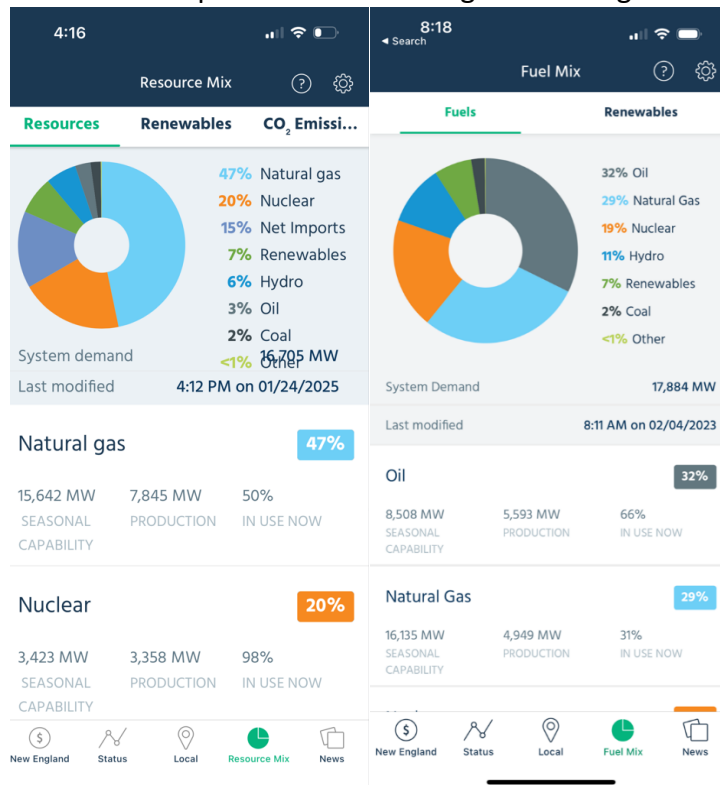 4:16
Resource Mix
?
Resources Renewables CO2 Emissi...
47% Natural gas
20% Nuclear
15% Net Imports
7% Renewables
6% Hydro
3% Oil
2% Coal
<1% Other
System demand 16,705 MW
Last modified 4:12 PM on 01/24/2025
Natural gas 47%
15,642 MW 7,845 MW 50%
SEASONAL PRODUCTION IN USE NOW
CAPABILITY
Nuclear 20%
3,423 MW 3,358 MW 98%
SEASONAL PRODUCTION IN USE NOW
CAPABILITY
$
New England Status Local Resource Mix News
8:18
◄ Search
Fuel Mix
?
Fuels Renewables
32% Oil
29% Natural Gas
19% Nuclear
11% Hydro
7% Renewables
2% Coal
<1% Other
System Demand 17,884 MW
Last modified 8:11 AM on 02/04/2023
Oil 32%
8,508 MW 5,593 MW 66%
SEASONAL PRODUCTION IN USE NOW
CAPABILITY
Natural Gas 29%
16,135 MW 4,949 MW 31%
SEASONAL PRODUCTION IN USE NOW
CAPABILITY
$
New England Status Local Fuel Mix News